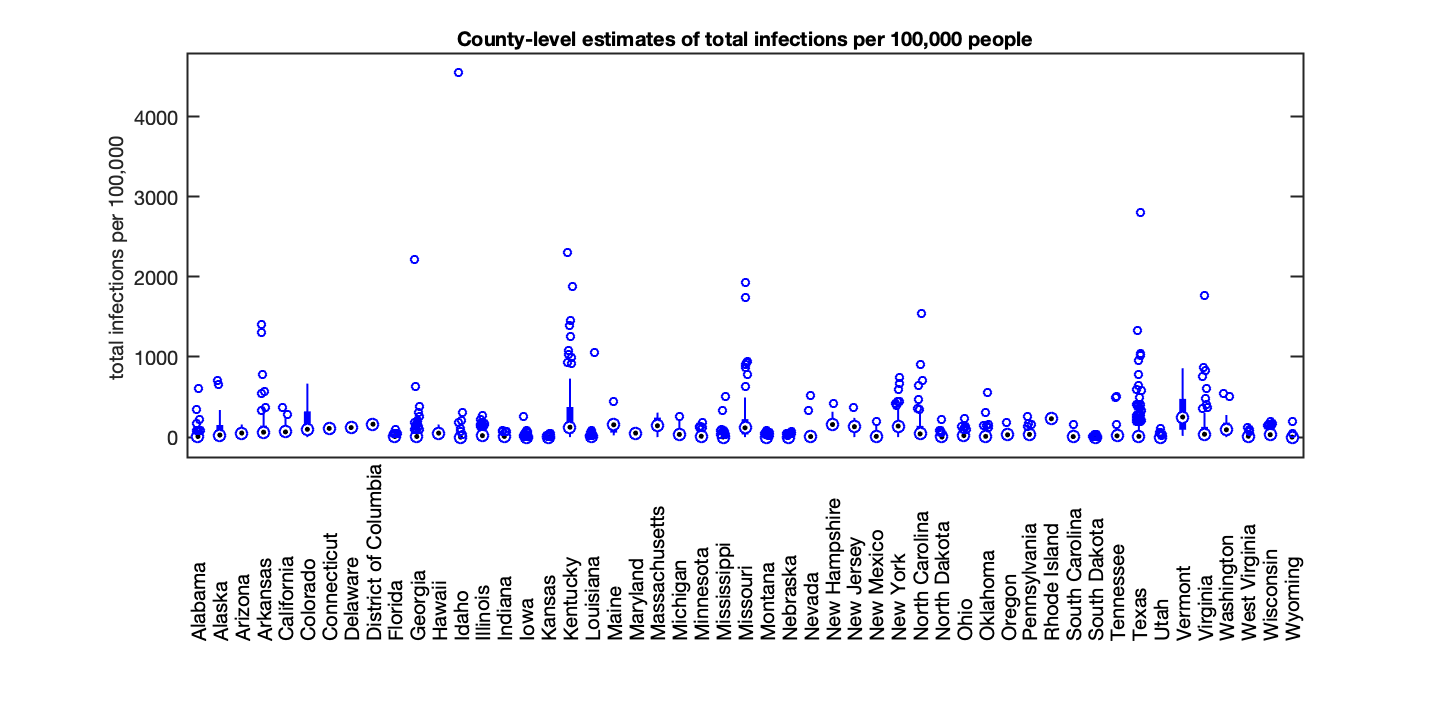 County-level estimates of total infections per 100,000 people
total infections per 100,000
4000
3000
2000
1000
0
Alabama
Alaska
Arizona
Arkansas
California
Colorado
Connecticut
Delaware
District of Columbia
Florida
Georgia
Hawaii
Idaho
Illinois
Indiana
Iowa
Kansas
Kentucky
Louisiana
Maine
Maryland
Massachusetts
Michigan
Minnesota
Mississippi
Missouri
Montana
Nebraska
Nevada
New Hampshire
New Jersey
New Mexico
New York
North Carolina
North Dakota
Ohio
Oklahoma
Oregon
Pennsylvania
Rhode Island
South Carolina
South Dakota
Tennessee
Texas
Utah
Vermont
Virginia
Washington
West Virginia
Wisconsin
Wyoming